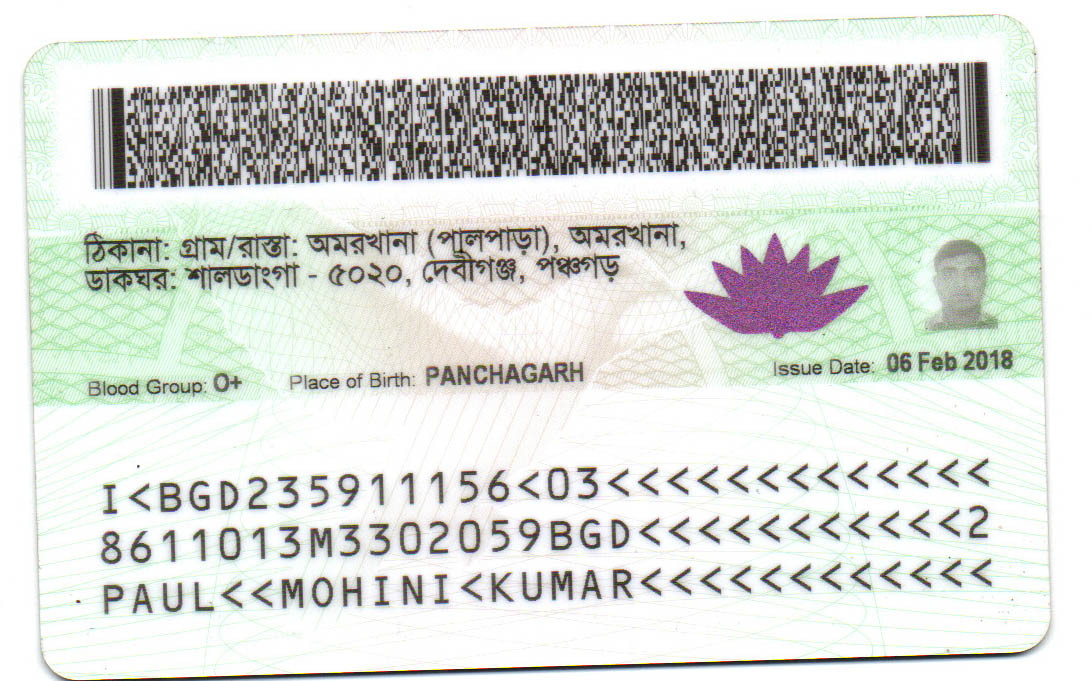 ঠিকানা: গ্রাম/রাস্তা: অমরখানা (পালপাড়া), অমরখানা,
ডাকঘর: শালডাংগা - ৫০২০, দেবীগঞ্জ, পঞ্চগড়
Blood Group: O+ Place of Birth: PANCHAGARH Issue Date: 06 Feb 2018
I<BGD235911156<03<<<<<<<<<<<<<
8611013M3302059BGD<<<<<<<<<<<2
PAUL<<MOHINI<KUMAR<<<<<<<<<<<<